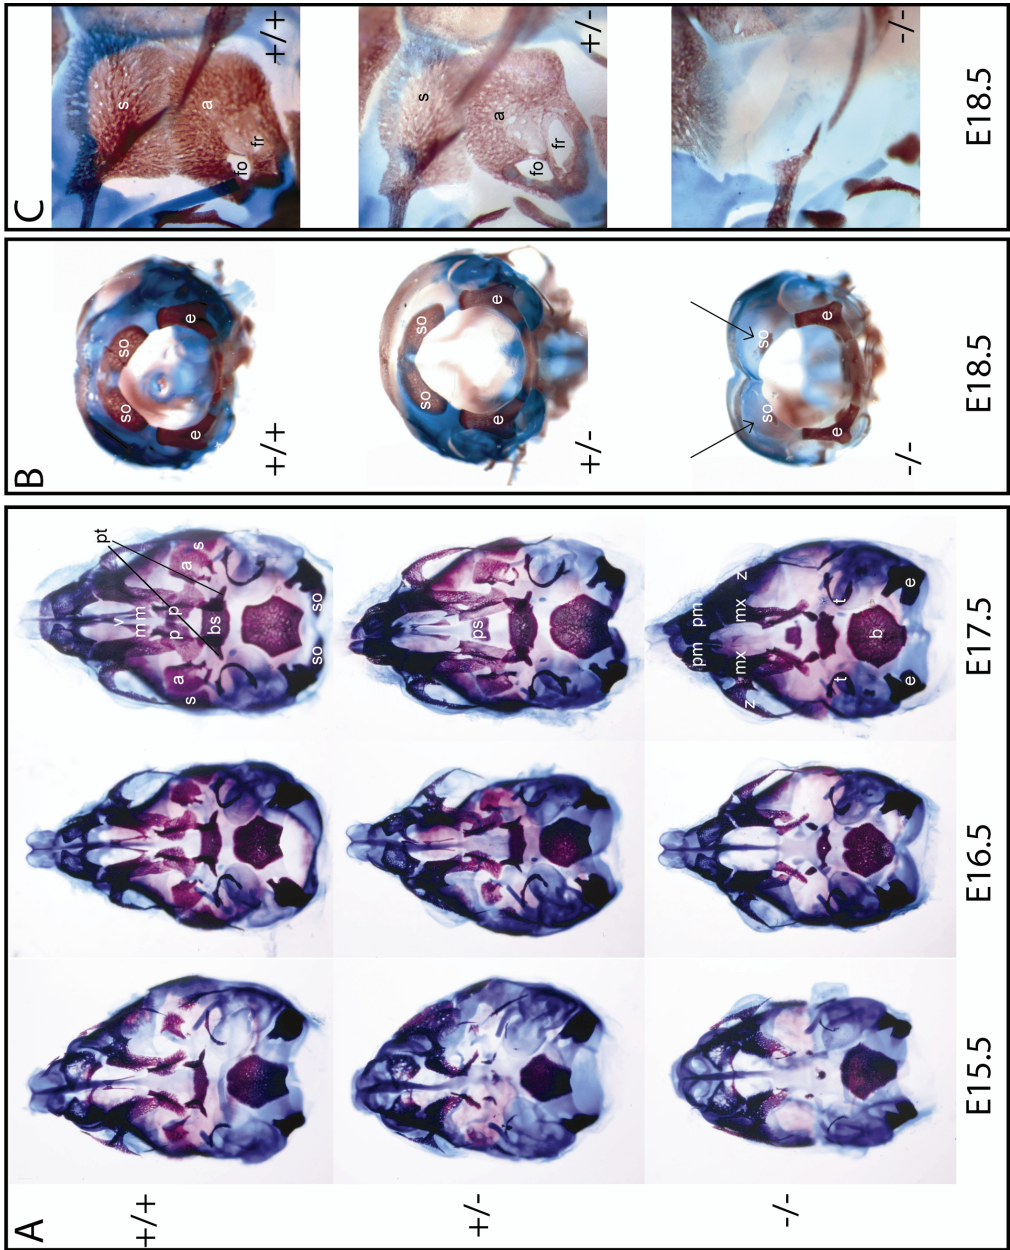 A
pt
v
m m
p p
a a
s s
bs
+/+
so so
ps
+/-
pm pm
mx mx
z z
-/-
t t
b
e e
E15.5 E16.5 E17.5
B
so so
e e
+/+
so so
e e
+/-
so so
e e
-/-
E18.5
C
s
a
fo
fr
+/+
s
a
fo
fr
+/-
-/-
E18.5